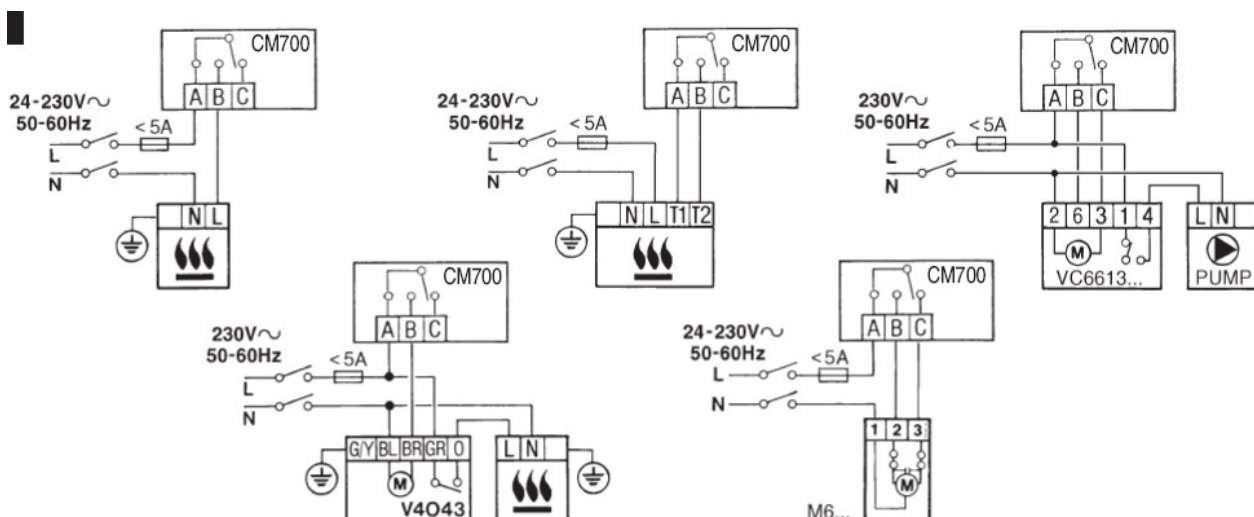 CM700
A B C
24-230V~
50-60Hz
<5A
L
N
N L
CM700
A B C
24-230V~
50-60Hz
<5A
L
N
N L T1 T2
CM700
A B C
230V~
50-60Hz
<5A
L
N
2 6 3 1 4
M
VC6613...
L N
PUMP
CM700
A B C
230V~
50-60Hz
<5A
L
N
G/Y BL BR GR O
M
V4043
L N
CM700
A B C
24-230V~
50-60Hz
<5A
L
N
1 2 3
M
M6...